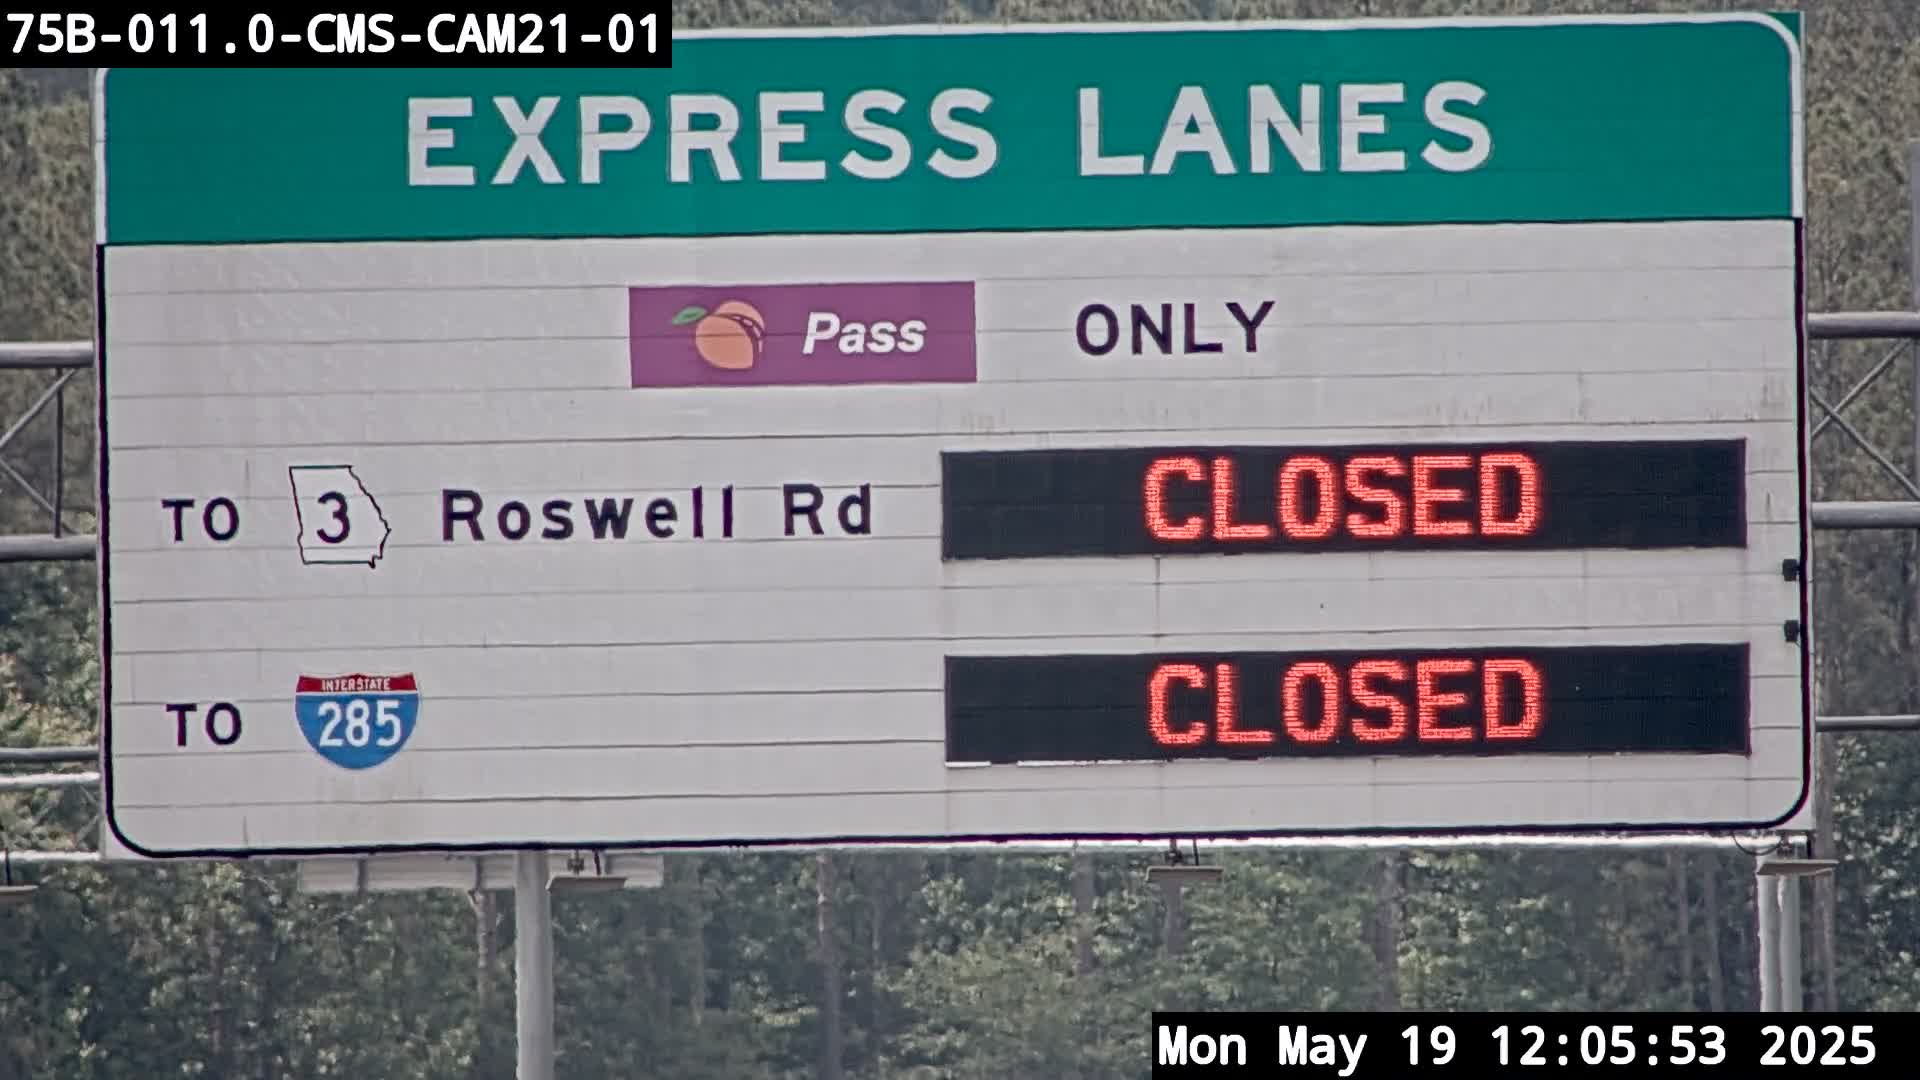 75B-011.0-CMS-CAM21-01
EXPRESS LANES
Pass ONLY
TO 3 Roswell Rd CLOSED
TO INTERSTATE 285 CLOSED
Mon May 19 12:05:53 2025